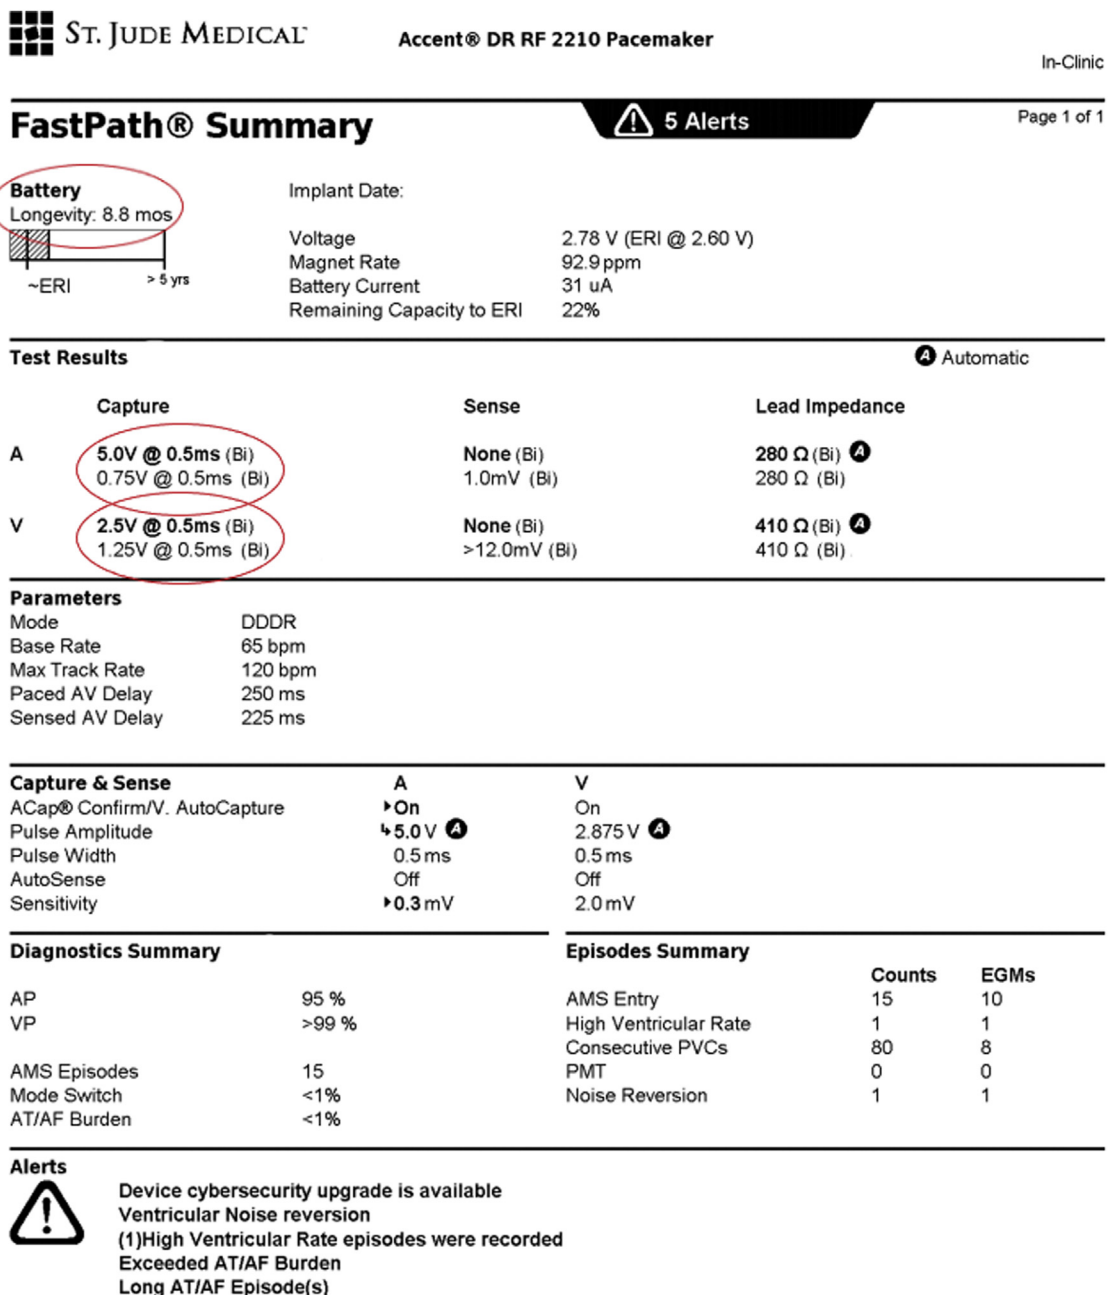 ST. JUDE MEDICAL™ Accent® DR RF 2210 Pacemaker
In-Clinic
FastPath® Summary 5 Alerts Page 1 of 1
Battery Implant Date:
Longevity: 8.8 mos
Voltage 2.78 V (ERI @ 2.60 V)
Magnet Rate 92.9 ppm
~ERI > 5 yrs Battery Current 31 uA
Remaining Capacity to ERI 22%
Test Results A Automatic
Capture Sense Lead Impedance
A 5.0V @ 0.5ms (Bi) None (Bi) 280 Ω (Bi) A
0.75V @ 0.5ms (Bi) 1.0mV (Bi) 280 Ω (Bi)
V 2.5V @ 0.5ms (Bi) None (Bi) 410 Ω (Bi) A
1.25V @ 0.5ms (Bi) >12.0mV (Bi) 410 Ω (Bi)
Parameters
Mode DDDR
Base Rate 65 bpm
Max Track Rate 120 bpm
Paced AV Delay 250 ms
Sensed AV Delay 225 ms
Capture & Sense A V
ACap® Confirm/V. AutoCapture On On
Pulse Amplitude 5.0 V A 2.875 V A
Pulse Width 0.5 ms 0.5 ms
AutoSense Off Off
Sensitivity 0.3 mV 2.0 mV
Diagnostics Summary
AP 95 %
VP >99 %
AMS Episodes 15
Mode Switch <1%
AT/AF Burden <1%
Episodes Summary
Counts EGMs
AMS Entry 15 10
High Ventricular Rate 1 1
Consecutive PVCs 80 8
PMT 0 0
Noise Reversion 1 1
Alerts
Device cybersecurity upgrade is available
Ventricular Noise reversion
(1)High Ventricular Rate episodes were recorded
Exceeded AT/AF Burden
Long AT/AF Episode(s)